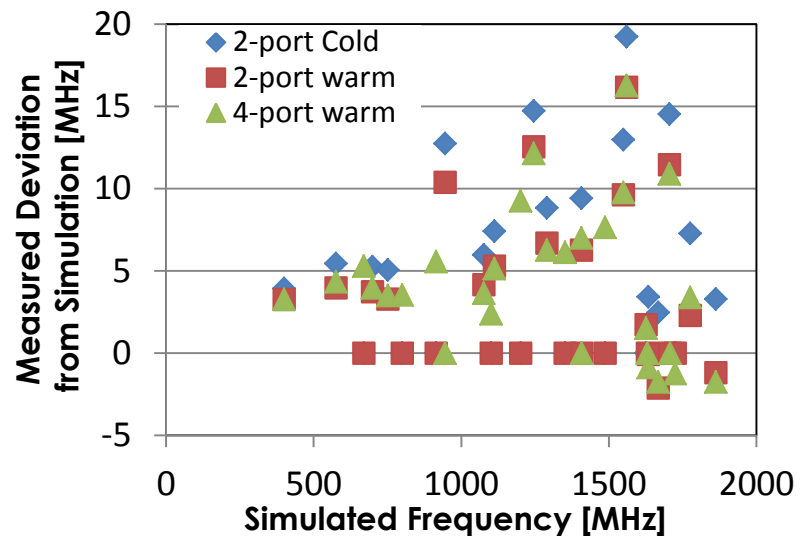 20
15
10
5
0
-5
2-port Cold
2-port warm
4-port warm
Measured Deviation
from Simulation [MHz]
0 500 1000 1500 2000
Simulated Frequency [MHz]